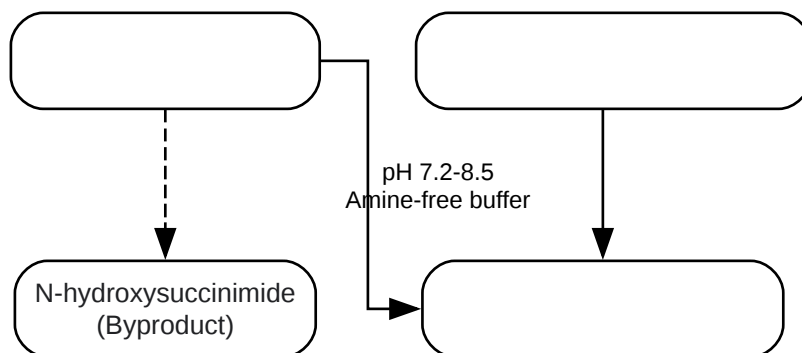 pH 7.2-8.5
Amine-free buffer
N-hydroxysuccinimide
(Byproduct)